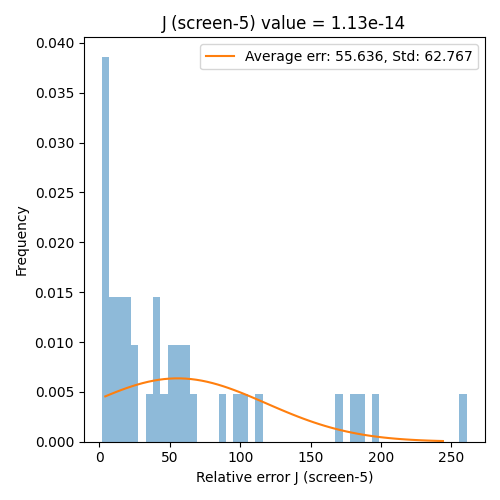 J (screen-5) value = 1.13e-14
Average err: 55.636, Std: 62.767
0.040
0.035
0.030
0.025
0.020
0.015
0.010
0.005
0.000
Frequency
0 50 100 150 200 250
Relative error J (screen-5)